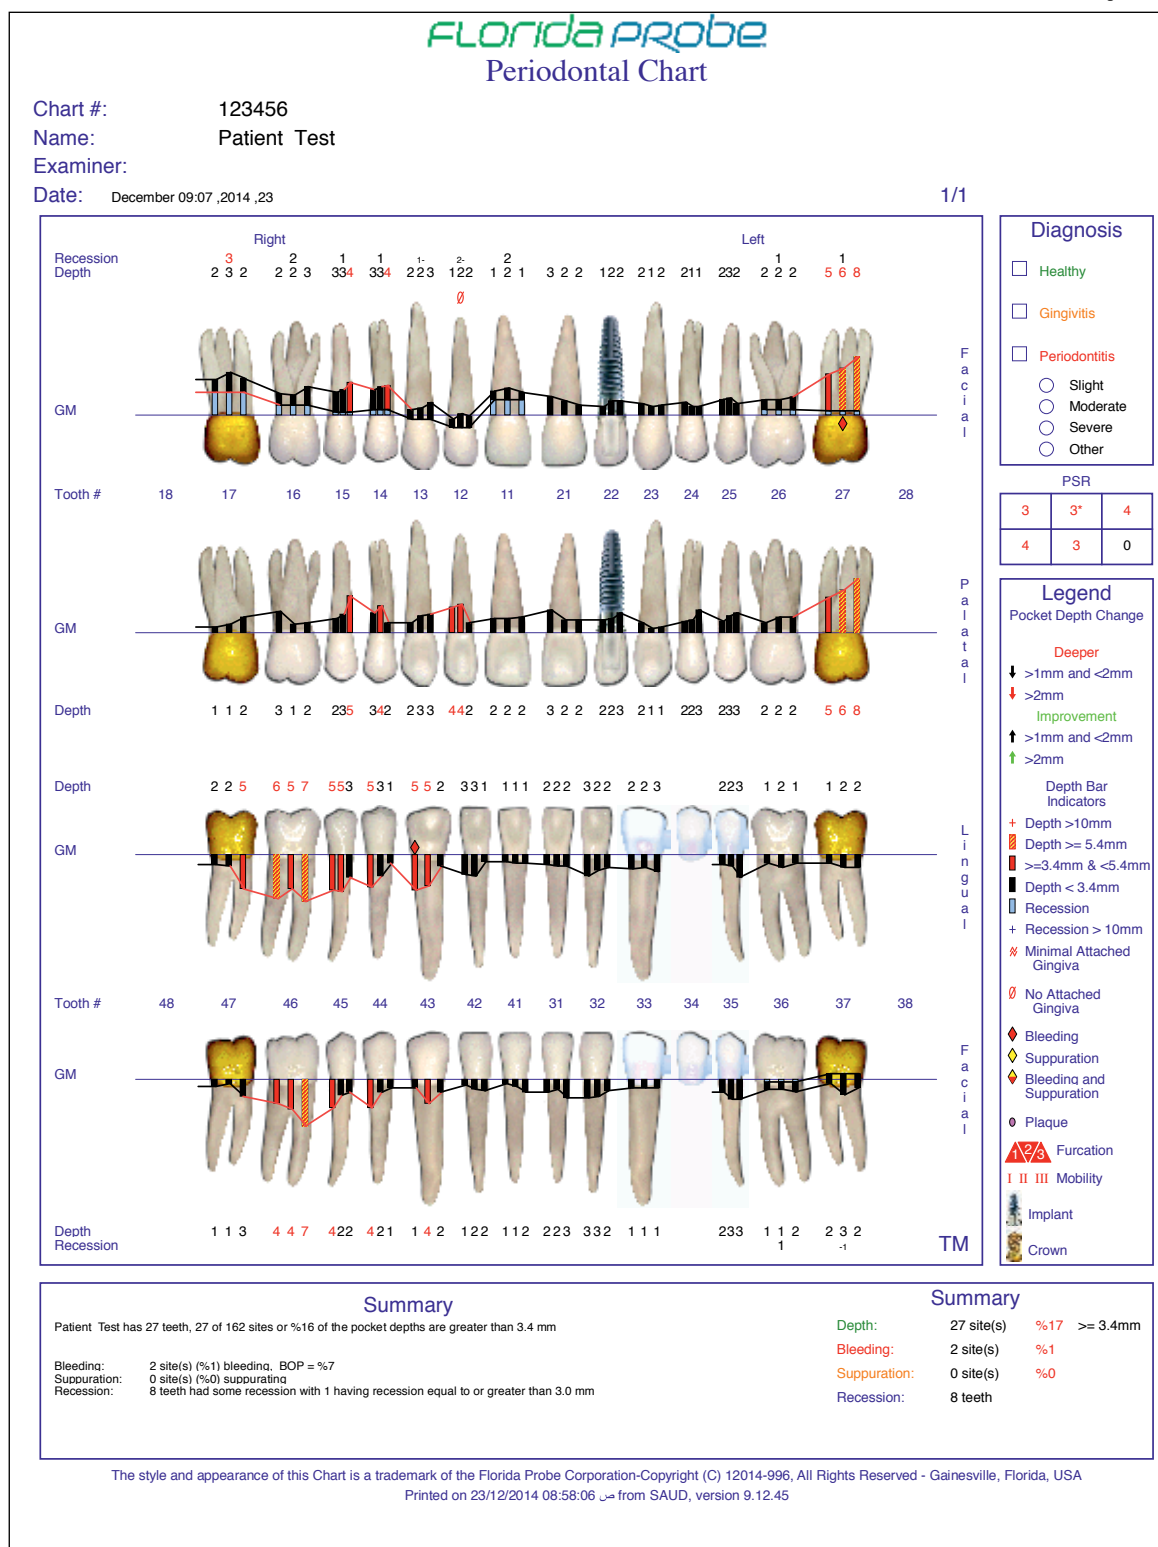 FLORIDA PROBE
Periodontal Chart
Chart #: 123456
Name: Patient Test
Examiner:
Date: December 09:07 ,2014 ,23
1/1
Right Left
Recession 3 2 1 1 1- 2- 2 1 1
Depth 2 3 2 2 2 3 334 334 2 2 3 122 1 2 1 3 2 2 122 212 211 232 2 2 2 5 6 8
Facial
GM
Tooth # 18 17 16 15 14 13 12 11 21 22 23 24 25 26 27 28
Palatal
GM
Depth 1 1 2 3 1 2 235 342 233 442 2 2 2 3 2 2 223 211 223 233 2 2 2 5 6 8
Depth 2 2 5 6 5 7 553 531 5 5 2 331 111 222 322 2 2 3 223 1 2 1 1 2 2
Lingual
GM
Tooth # 48 47 46 45 44 43 42 41 31 32 33 34 35 36 37 38
GM
Facial
Depth 1 1 3 4 4 7 422 421 1 4 2 122 112 223 332 1 1 1 233 1 1 2 2 3 2
Recession 1 -1
TM
Diagnosis
Healthy
Gingivitis
Periodontitis
Slight
Moderate
Severe
Other
PSR
3 3* 4
4 3 0
Legend
Pocket Depth Change
Deeper
>1mm and <2mm
>2mm
Improvement
>1mm and <2mm
>2mm
Depth Bar
Indicators
+ Depth >10mm
Depth >= 5.4mm
>=3.4mm & <5.4mm
Depth < 3.4mm
Recession
+ Recession > 10mm
Minimal Attached
Gingiva
No Attached
Gingiva
Bleeding
Suppuration
Bleeding and
Suppuration
Plaque
1 2 3 Furcation
I II III Mobility
Implant
Crown
Summary
Patient Test has 27 teeth, 27 of 162 sites or %16 of the pocket depths are greater than 3.4 mm
Bleeding: 2 site(s) (%1) bleeding, BOP = %7
Suppuration: 0 site(s) (%0) suppurating
Recession: 8 teeth had some recession with 1 having recession equal to or greater than 3.0 mm
Summary
Depth: 27 site(s) %17 >= 3.4mm
Bleeding: 2 site(s) %1
Suppuration: 0 site(s) %0
Recession: 8 teeth
The style and appearance of this Chart is a trademark of the Florida Probe Corporation-Copyright (C) 12014-996, All Rights Reserved - Gainesville, Florida, USA
Printed on 23/12/2014 08:58:06 ص from SAUD, version 9.12.45